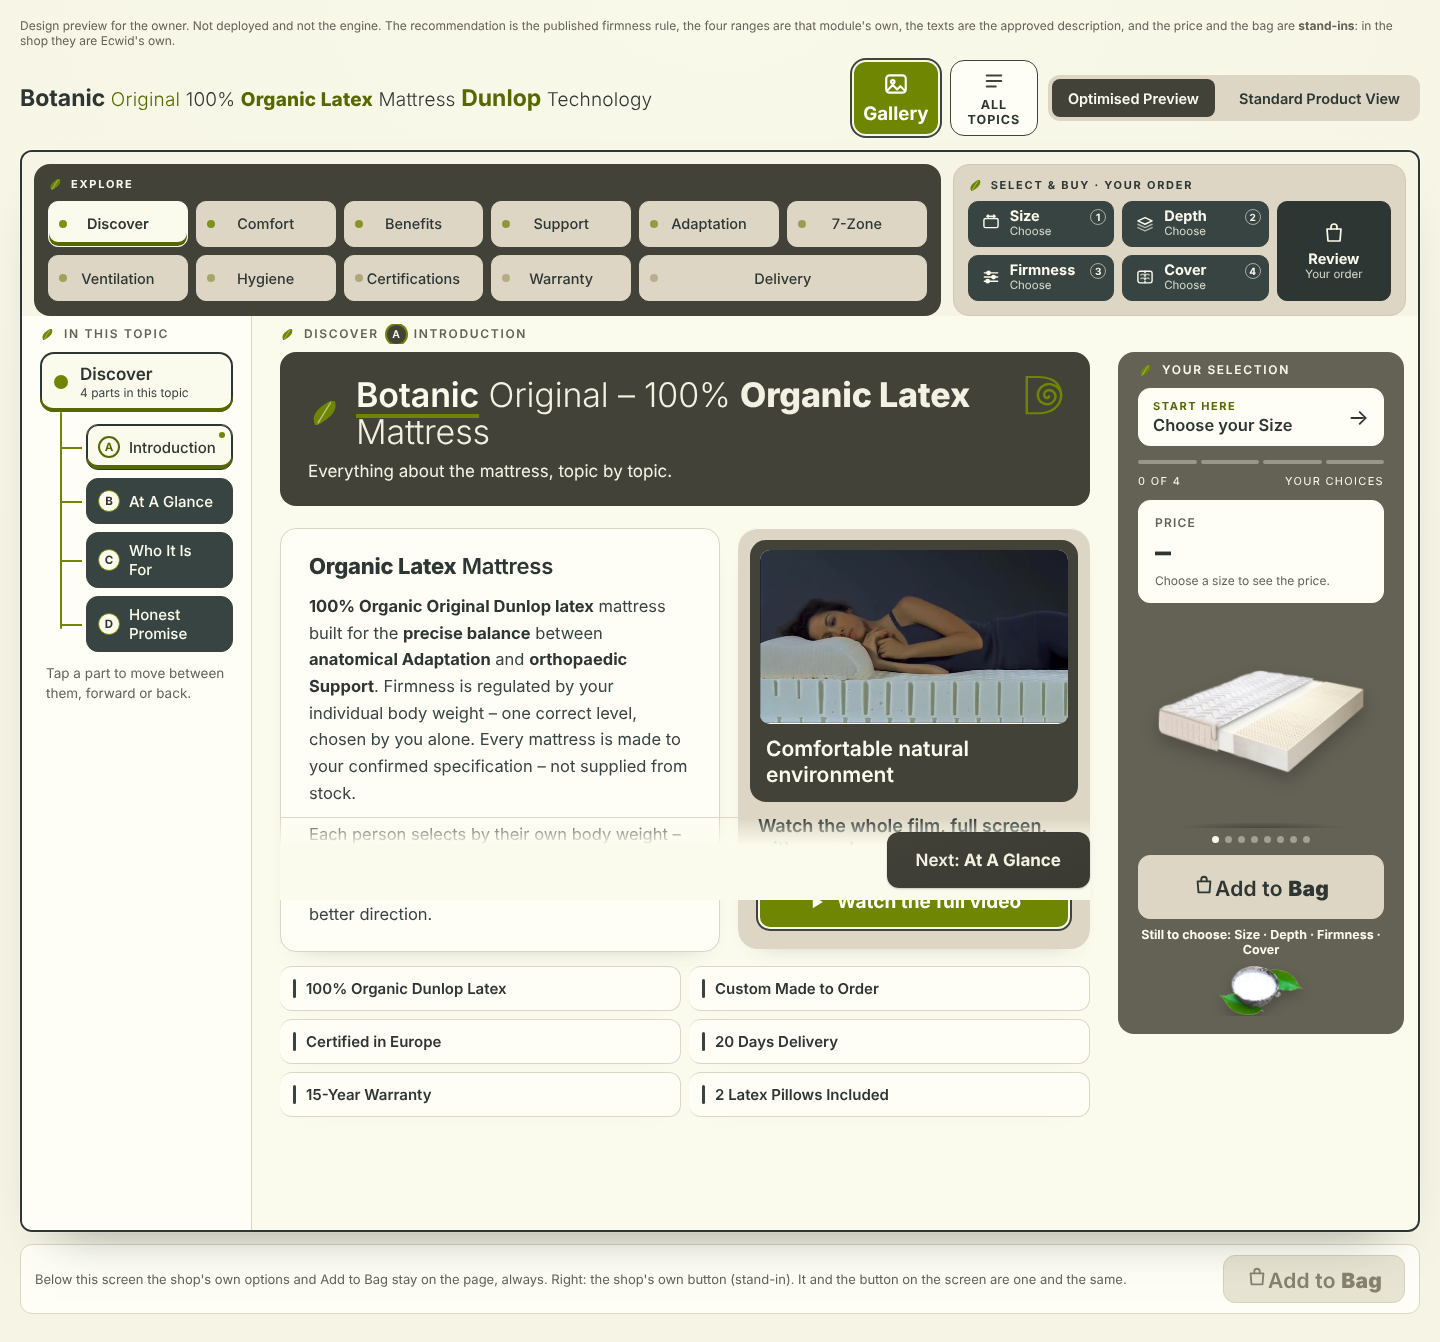 Design preview for the owner. Not deployed and not the engine. The recommendation is the published firmness rule, the four ranges are that module's own, the texts are the approved description, and the price and the bag are stand-ins: in the
shop they are Ecwid's own.
Botanic Original 100% Organic Latex Mattress Dunlop Technology
Gallery
ALL
TOPICS
Optimised Preview
Standard Product View
EXPLORE
Discover
Comfort
Benefits
Support
Adaptation
7-Zone
Ventilation
Hygiene
Certifications
Warranty
Delivery
SELECT & BUY · YOUR ORDER
Size
Choose
1
Depth
Choose
2
Firmness
Choose
3
Cover
Choose
4
Review
Your order
IN THIS TOPIC
Discover
4 parts in this topic
A Introduction
B At A Glance
C Who It Is
For
D Honest
Promise
Tap a part to move between
them, forward or back.
DISCOVER A INTRODUCTION
Botanic Original – 100% Organic Latex
Mattress
Everything about the mattress, topic by topic.
Organic Latex Mattress
100% Organic Original Dunlop latex mattress
built for the precise balance between
anatomical Adaptation and orthopaedic
Support. Firmness is regulated by your
individual body weight – one correct level,
chosen by you alone. Every mattress is made to
your confirmed specification – not supplied from
stock.
Each person selects by their own body weight –
better direction.
Comfortable natural
environment
Watch the whole film, full screen,
Next: At A Glance
Watch the full video
100% Organic Dunlop Latex
Custom Made to Order
Certified in Europe
20 Days Delivery
15-Year Warranty
2 Latex Pillows Included
YOUR SELECTION
START HERE
Choose your Size
0 OF 4
YOUR CHOICES
PRICE
–
Choose a size to see the price.
Add to Bag
Still to choose: Size · Depth · Firmness ·
Cover
Below this screen the shop's own options and Add to Bag stay on the page, always. Right: the shop's own button (stand-in). It and the button on the screen are one and the same.
Add to Bag